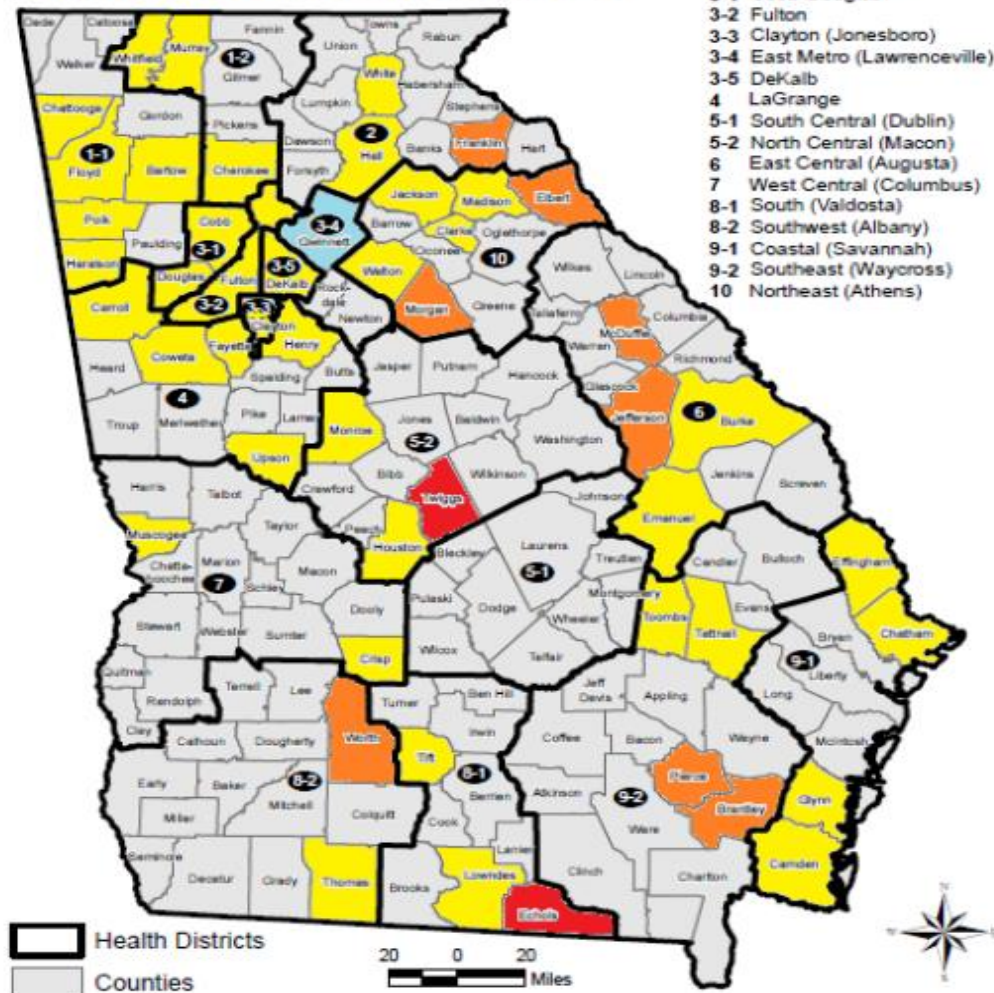 3-2 Fulton
3-3 Clayton (Jonesboro)
3-4 East Metro (Lawrenceville)
3-5 DeKalb
4 LaGrange
5-1 South Central (Dublin)
5-2 North Central (Macon)
6 East Central (Augusta)
7 West Central (Columbus)
8-1 South (Valdosta)
8-2 Southwest (Albany)
9-1 Coastal (Savannah)
9-2 Southeast (Waycross)
10 Northeast (Athens)
Dade Catoosa Fannin Towns Rabun
Union
Walker Whitfield Murray 1-2 Gilmer White Habersham
Lumpkin Stephens
Chattooga Gordon Pickens Dawson 2 Hall Banks Franklin Hart
1-1 Floyd Bartow Cherokee Forsyth
Jackson Madison Elbert
Polk Cobb 3-4 Gwinnett Barrow Clarke Oglethorpe
Paulding 3-1 Oconee 10
Haralson Douglas Fulton 3-5 DeKalb Walton Wilkes Lincoln
3-2 3-3 Rock-
dale Morgan Greene
Carroll Clayton Newton Taliaferro McDuffie Columbia
Fayette Henry Warren Richmond
Coweta Spalding Butts Jasper Putnam Hancock Glascock
Heard
4 Meriwether Pike Lamar Jones Baldwin Jefferson 6 Burke
Troup Monroe 5-2 Washington
Upson Bibb Wilkinson Jenkins Screven
Harris Talbot Crawford Twiggs Johnson
Taylor Peach Emanuel
Muscogee Houston Bleckley Laurens Treutlen Candler Bulloch Effingham
Chatta-
hoochee Marion Macon 5-1
7 Schley Pulaski Montgomery Evans
Dooly Dodge Wheeler Toombs Tattnall Bryan Chatham
Stewart Webster Sumter Wilcox Telfair 9-1 Liberty
Crisp
Quitman Terrell Lee Ben Hill Jeff
Davis Appling Long
Randolph Turner
Clay Worth Irwin Wayne McIntosh
Calhoun Dougherty Tift Coffee Bacon
8-1 Pierce
Early Baker 8-2 Mitchell Berrien Atkinson 9-2 Brantley Glynn
Miller Colquitt Cook Ware
Lanier
Seminole Clinch Charlton Camden
Decatur Grady Thomas Brooks Lowndes
Echols
Health Districts
Counties
20 0 20
Miles